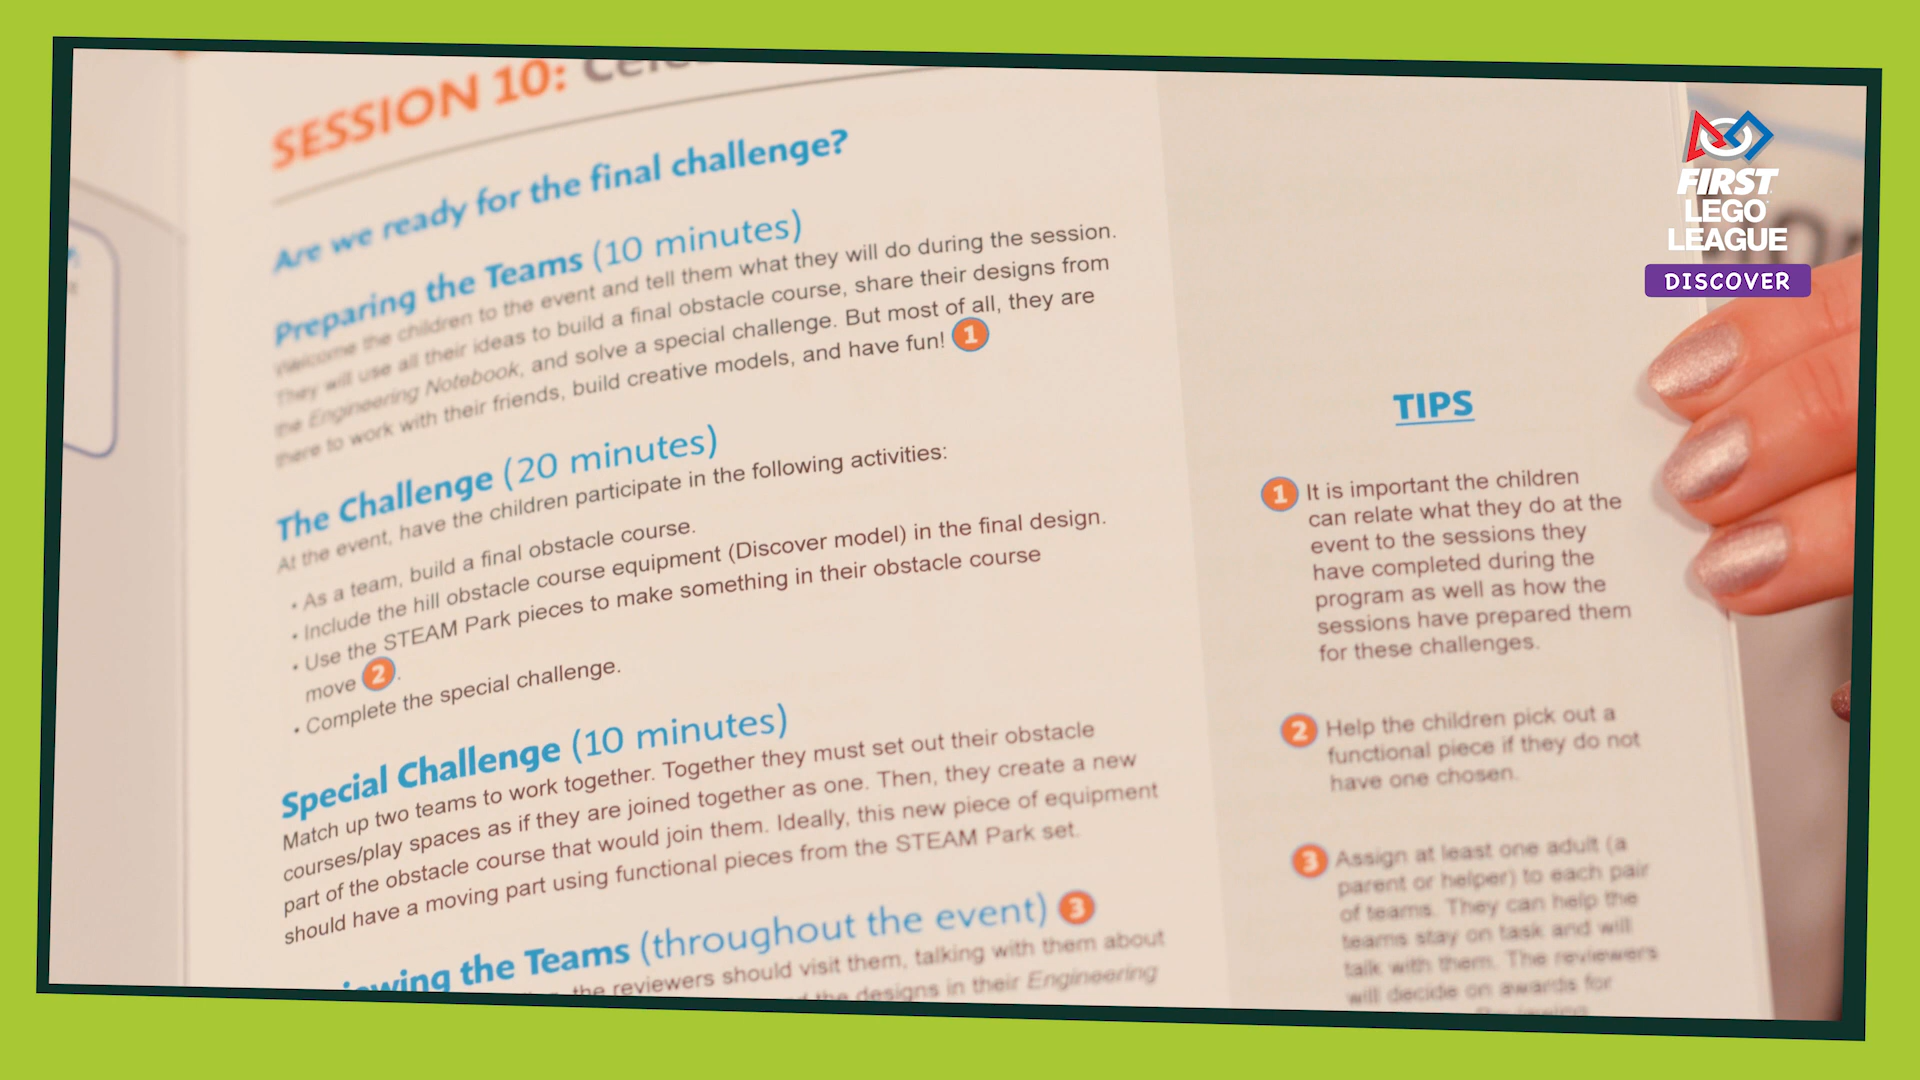 SESSION 10:
Are we ready for the final challenge?
Preparing the Teams (10 minutes)
Welcome the children to the event and tell them what they will do during the session.
They will use all their ideas to build a final obstacle course, share their designs from
the Engineering Notebook, and solve a special challenge. But most of all, they are
there to work with their friends, build creative models, and have fun! 1
The Challenge (20 minutes)
At the event, have the children participate in the following activities:
• As a team, build a final obstacle course.
• Include the hill obstacle course equipment (Discover model) in the final design.
• Use the STEAM Park pieces to make something in their obstacle course
move 2.
• Complete the special challenge.
Special Challenge (10 minutes)
Match up two teams to work together. Together they must set out their obstacle
courses/play spaces as if they are joined together as one. Then, they create a new
part of the obstacle course that would join them. Ideally, this new piece of equipment
should have a moving part using functional pieces from the STEAM Park set.
the Teams (throughout the event) 3
the reviewers should visit them, talking with them about
the designs in their Engineering
TIPS
1 It is important the children
can relate what they do at the
event to the sessions they
have completed during the
program as well as how the
sessions have prepared them
for these challenges.
2 Help the children pick out a
functional piece if they do not
have one chosen.
3 Assign at least one adult (a
parent or helper) to each pair
of teams. They can help the
teams stay on task and will
talk with them. The reviewers
will decide on awards for
FIRST
LEGO
LEAGUE
DISCOVER